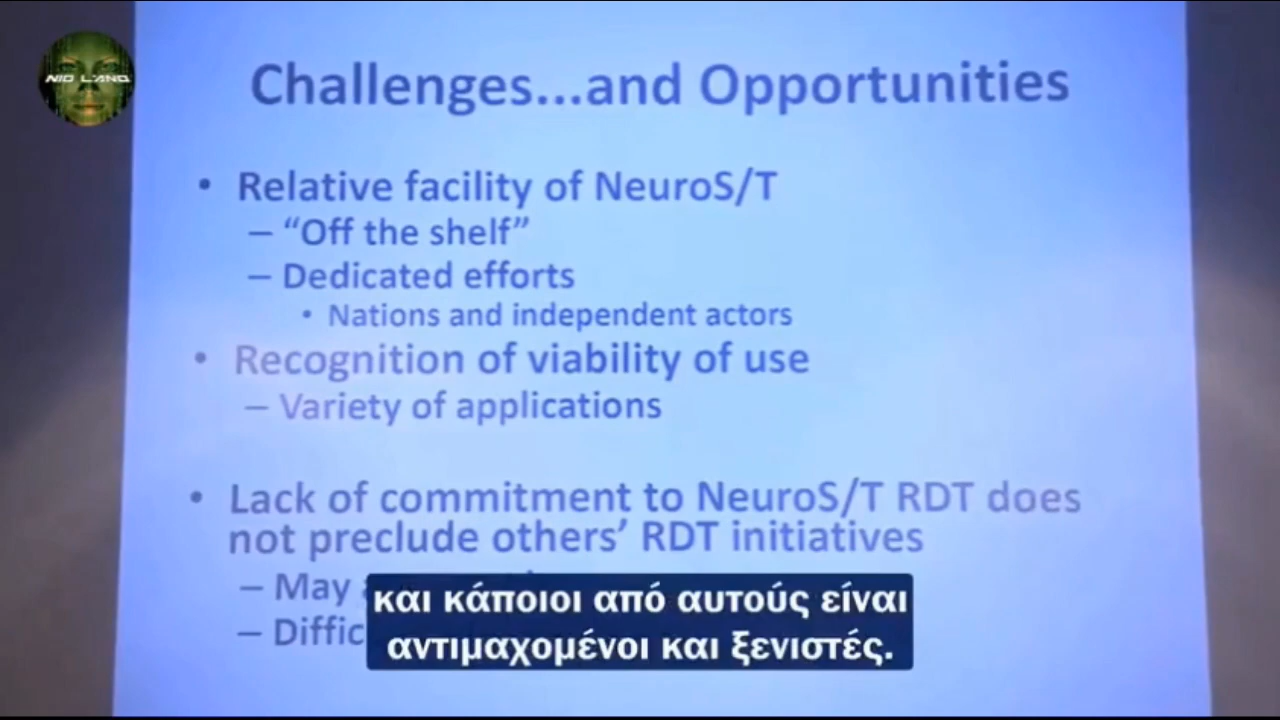 NIO LAND
Challenges...and Opportunities
• Relative facility of NeuroS/T
– “Off the shelf”
– Dedicated efforts
• Nations and independent actors
• Recognition of viability of use
– Variety of applications
• Lack of commitment to NeuroS/T RDT does
not preclude others’ RDT initiatives
– May
– Diffic
και κάποιοι από αυτούς είναι
αντιμαχομένοι και ξενιστές.